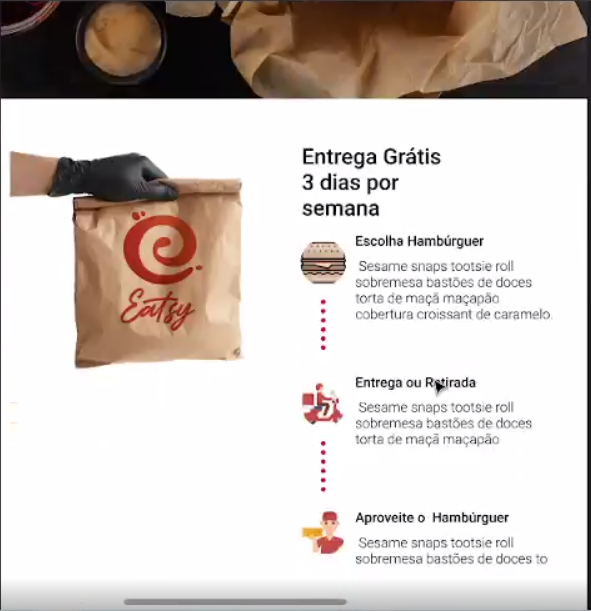 Entrega Grátis
3 dias por
semana
Eatsy
Escolha Hambúrguer
Sesame snaps tootsie roll
sobremesa bastões de doces
torta de maçã maçapão
cobertura croissant de caramelo.
Entrega ou Retirada
Sesame snaps tootsie roll
sobremesa bastões de doces
torta de maçã maçapão
Aproveite o Hambúrguer
Sesame snaps tootsie roll
sobremesa bastões de doces to